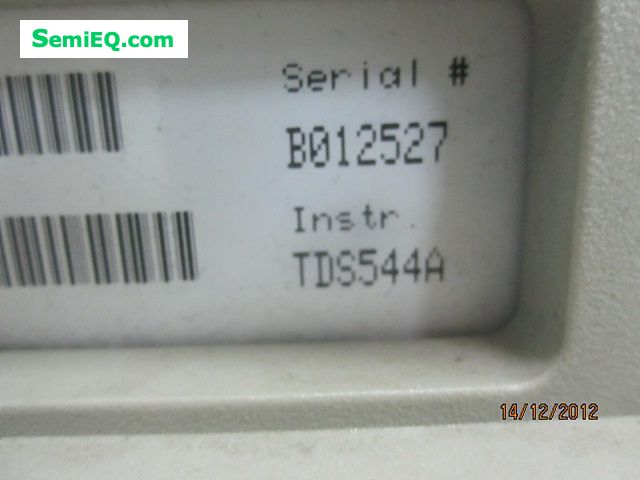 SemiEQ.com
Serial #
B012527
Instr.
TDS544A
14/12/2012